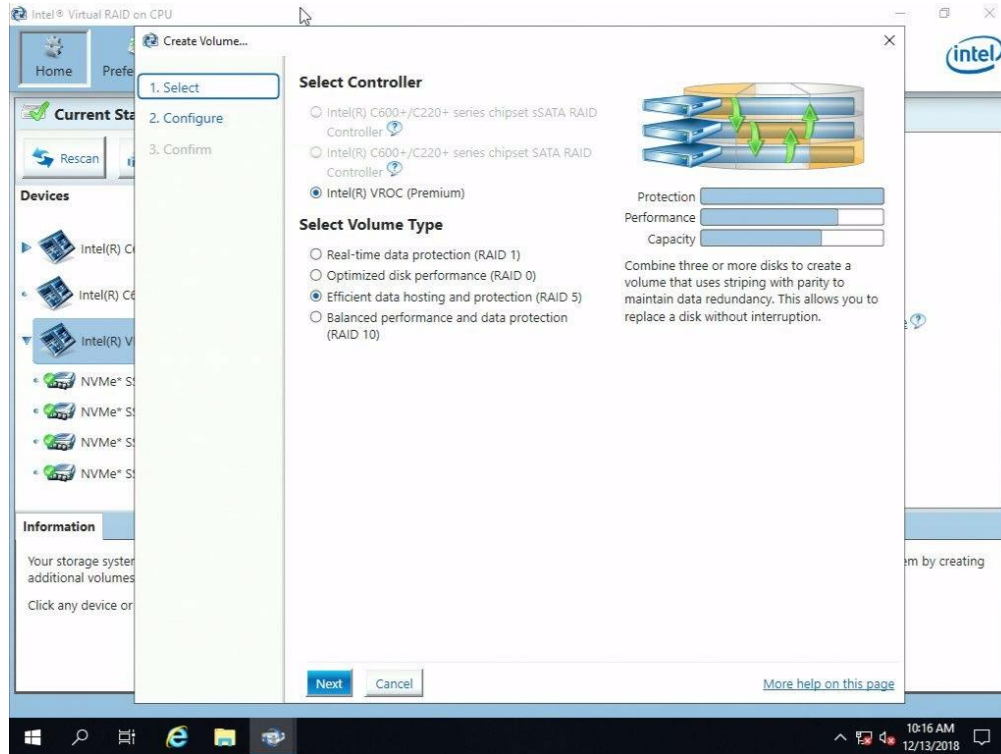 Intel® Virtual RAID on CPU
Home
Create Volume...
intel
1. Select
2. Configure
3. Confirm
Select Controller
Intel(R) C600+/C220+ series chipset sSATA RAID
Controller
Intel(R) C600+/C220+ series chipset SATA RAID
Controller
Intel(R) VROC (Premium)
Select Volume Type
Real-time data protection (RAID 1)
Optimized disk performance (RAID 0)
Efficient data hosting and protection (RAID 5)
Balanced performance and data protection
(RAID 10)
Protection
Performance
Capacity
Combine three or more disks to create a
volume that uses striping with parity to
maintain data redundancy. This allows you to
replace a disk without interruption.
Current
Rescan
Devices
Intel(R)
Intel(R)
Intel(R)
NVMe*
NVMe*
NVMe*
NVMe*
Information
Your storage
by creating
additional volumes
Click any device or
Next
Cancel
More help on this page
10:16 AM
12/13/2018